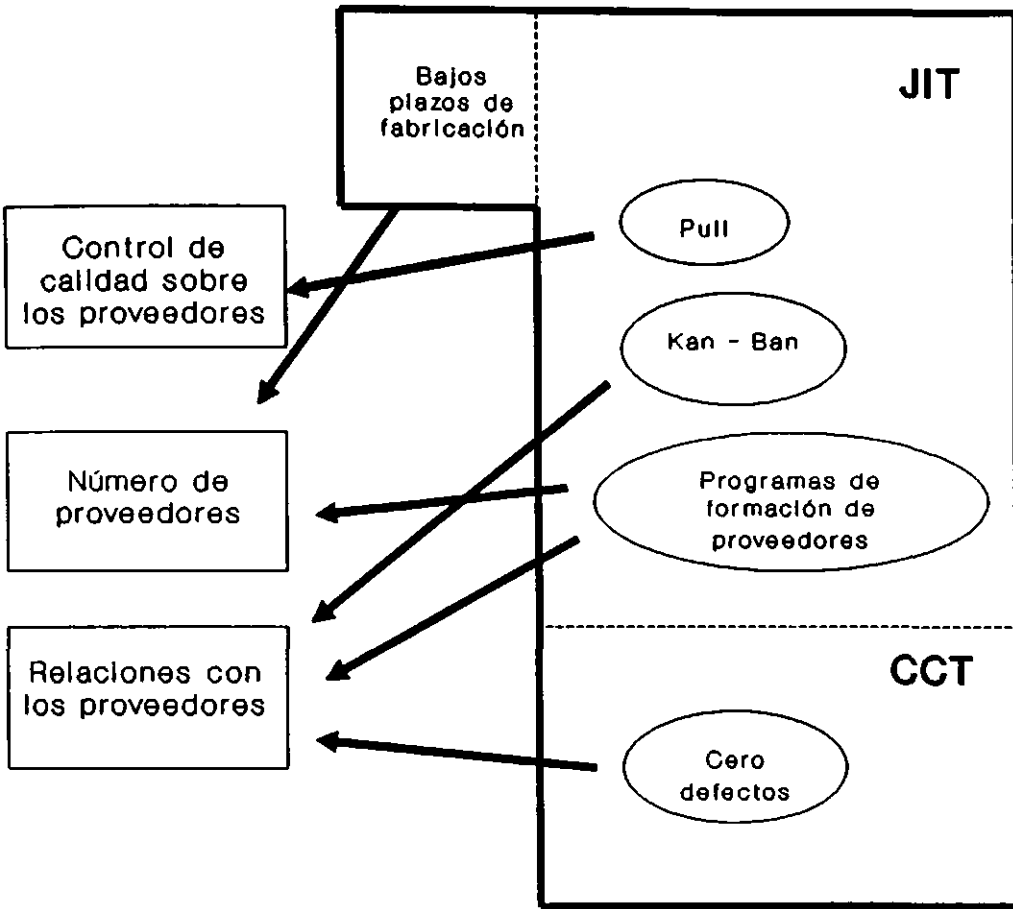 Bajos
plazos de
fabricación
JIT
Control de
calidad sobre
los proveedores
Pull
Kan - Ban
Número de
proveedores
Programas de
formación de
proveedores
Relaciones con
los proveedores
CCT
Cero
defectos